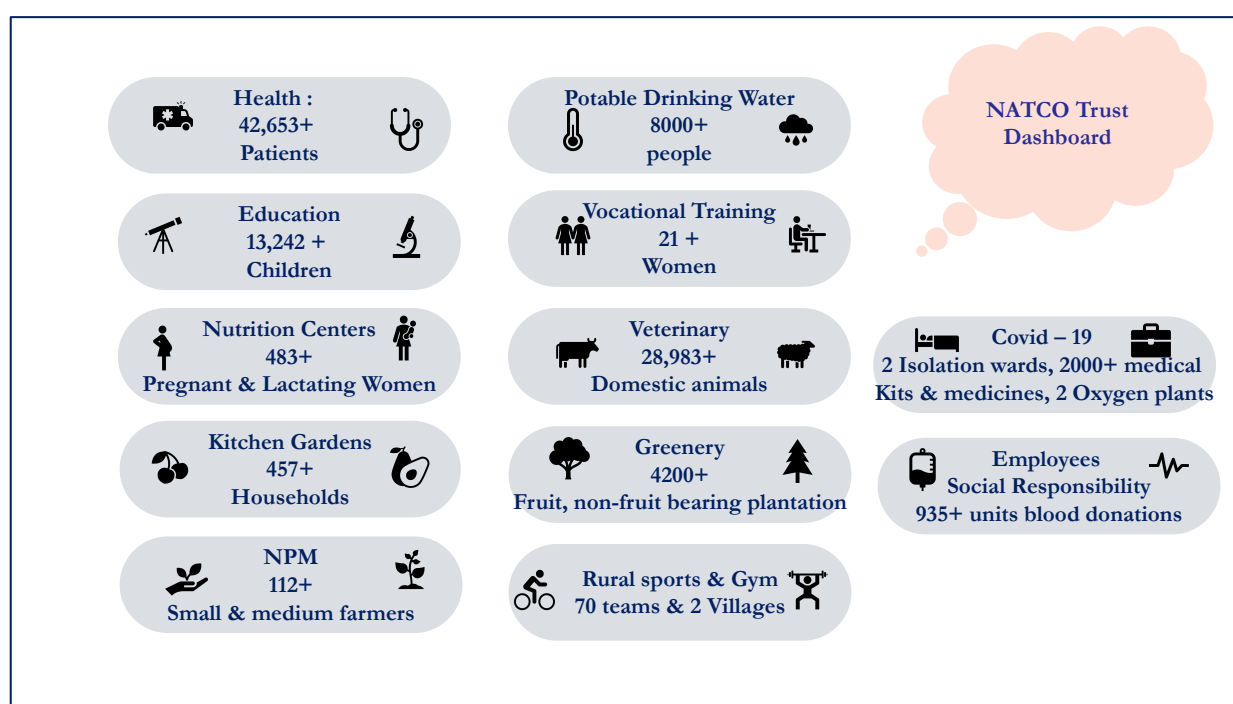 NATCO Trust
Dashboard
Health :
42,653+
Patients
Education
13,242 +
Children
Nutrition Centers
483+
Pregnant & Lactating Women
Kitchen Gardens
457+
Households
NPM
112+
Small & medium farmers
Potable Drinking Water
8000+
people
Vocational Training
21 +
Women
Veterinary
28,983+
Domestic animals
Greenery
4200+
Fruit, non-fruit bearing plantation
Rural sports & Gym
70 teams & 2 Villages
Covid – 19
2 Isolation wards, 2000+ medical
Kits & medicines, 2 Oxygen plants
Employees
Social Responsibility
935+ units blood donations